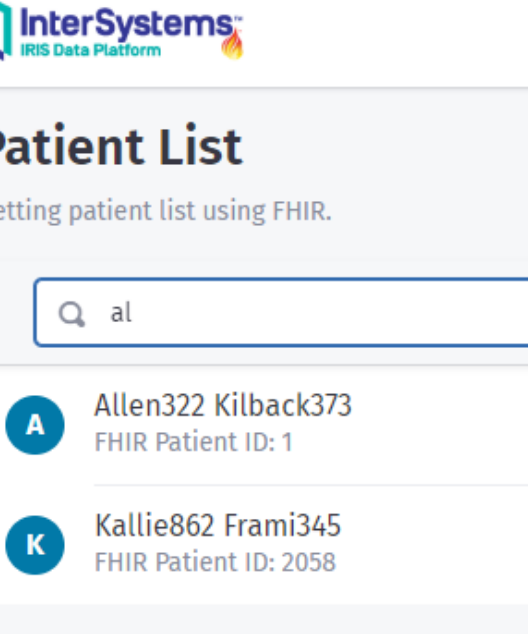 InterSystems™
IRIS Data Platform
Patient List
etting patient list using FHIR.
al
A
Allen322 Kilback373
FHIR Patient ID: 1
K
Kallie862 Frami345
FHIR Patient ID: 2058